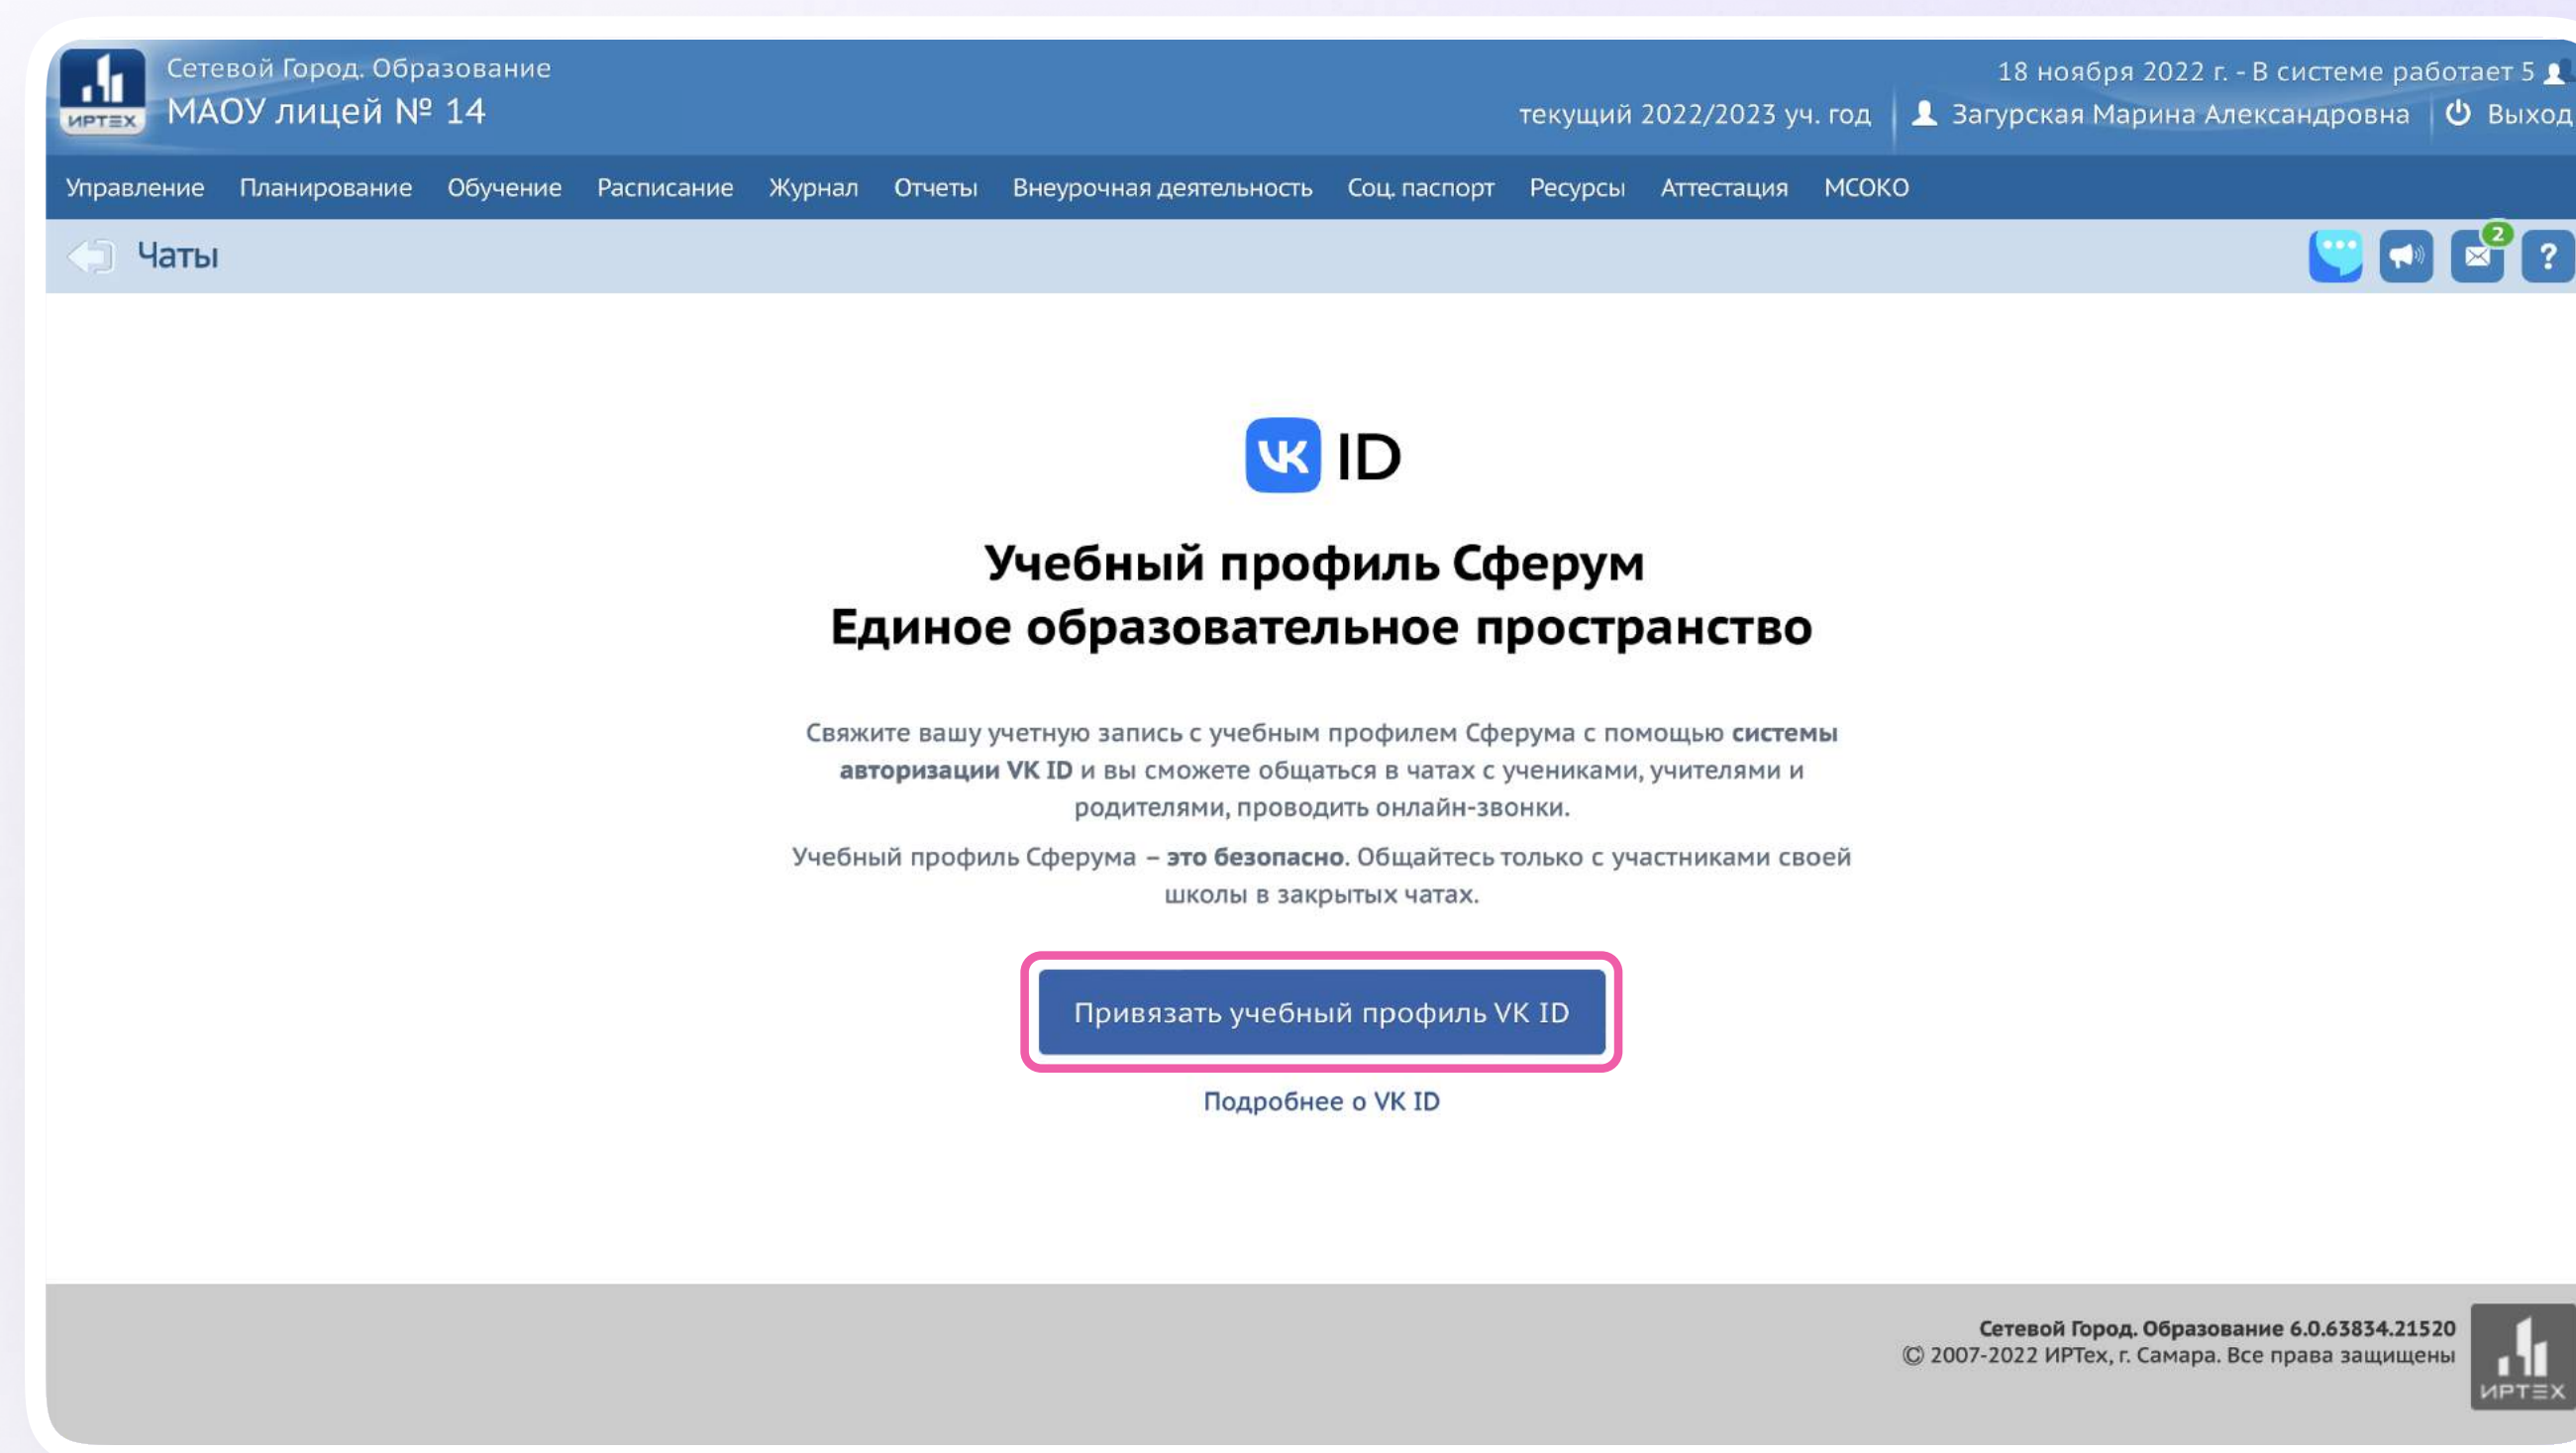 Сетевой Город. Образование
18 ноября 2022 г. - В системе работает 5
ИРТЕХ
МАОУ лицей № 14
текущий 2022/2023 уч. год
Загурская Марина Александровна
Выход
Управление Планирование Обучение Расписание Журнал Отчеты Внеурочная деятельность Соц. паспорт Ресурсы Аттестация МСОКО
Чаты
2
?
VK ID
Учебный профиль Сферум
Единое образовательное пространство
Свяжите вашу учетную запись с учебным профилем Сферума с помощью системы
авторизации VK ID и вы сможете общаться в чатах с учениками, учителями и
родителями, проводить онлайн-звонки.
Учебный профиль Сферума – это безопасно. Общайтесь только с участниками своей
школы в закрытых чатах.
Привязать учебный профиль VK ID
Подробнее о VK ID
Сетевой Город. Образование 6.0.63834.21520
© 2007-2022 ИРТех, г. Самара. Все права защищены
ИРТЕХ